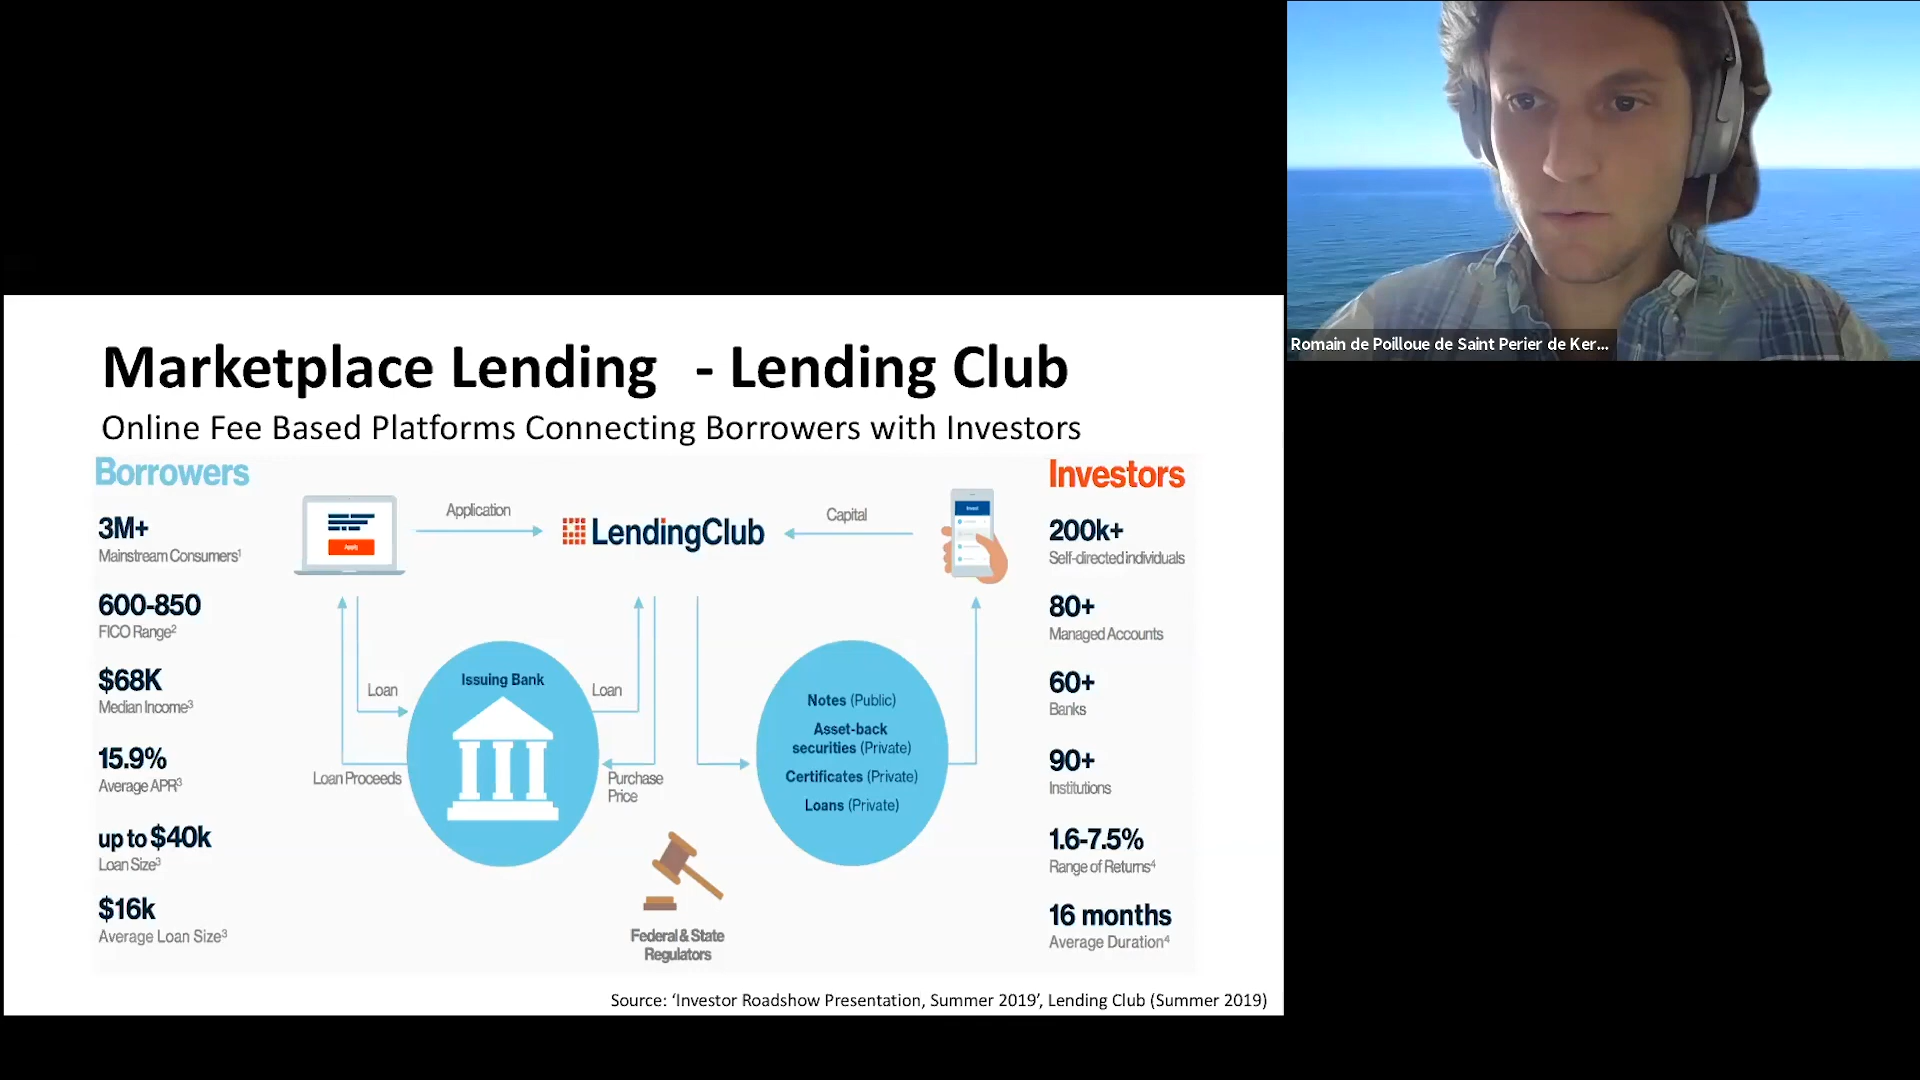 Marketplace Lending - Lending Club
Online Fee Based Platforms Connecting Borrowers with Investors
Borrowers
3M+
Mainstream Consumers¹
600-850
FICO Range²
$68K
Median Income³
15.9%
Average APR³
up to $40k
Loan Size³
$16k
Average Loan Size³
Apply
Application
LendingClub
Capital
Loan
Loan Proceeds
Issuing Bank
Loan
Purchase
Price
Federal & State
Regulators
Notes (Public)
Asset-back
securities (Private)
Certificates (Private)
Loans (Private)
Investors
200k+
Self-directed individuals
80+
Managed Accounts
60+
Banks
90+
Institutions
1.6-7.5%
Range of Returns⁴
16 months
Average Duration⁴
Source: ‘Investor Roadshow Presentation, Summer 2019’, Lending Club (Summer 2019)
Romain de Poilloue de Saint Perier de Ker...